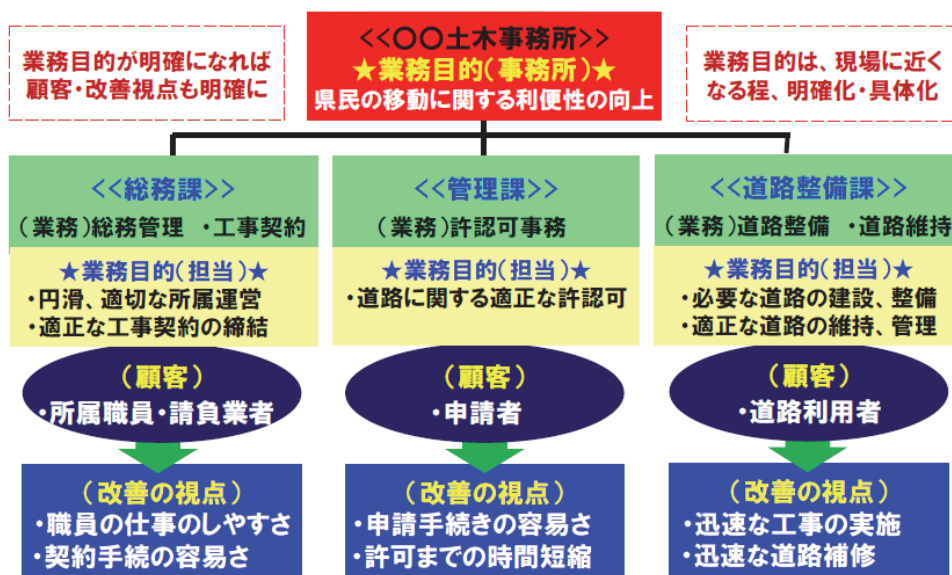 業務目的が明確になれば
顧客・改善視点も明確に
<<〇〇土木事務所>>
★業務目的(事務所)★
県民の移動に関する利便性の向上
業務目的は、現場に近く
なる程、明確化・具体化
<<総務課>>
(業務)総務管理 ・工事契約
★業務目的(担当)★
・円滑、適切な所属運営
・適正な工事契約の締結
(顧客)
・所属職員・請負業者
(改善の視点)
・職員の仕事のしやすさ
・契約手続の容易さ
<<管理課>>
(業務)許認可事務
★業務目的(担当)★
・道路に関する適正な許認可
(顧客)
・申請者
(改善の視点)
・申請手続きの容易さ
・許可までの時間短縮
<<道路整備課>>
(業務)道路整備 ・道路維持
★業務目的(担当)★
・必要な道路の建設、整備
・適正な道路の維持、管理
(顧客)
・道路利用者
(改善の視点)
・迅速な工事の実施
・迅速な道路補修